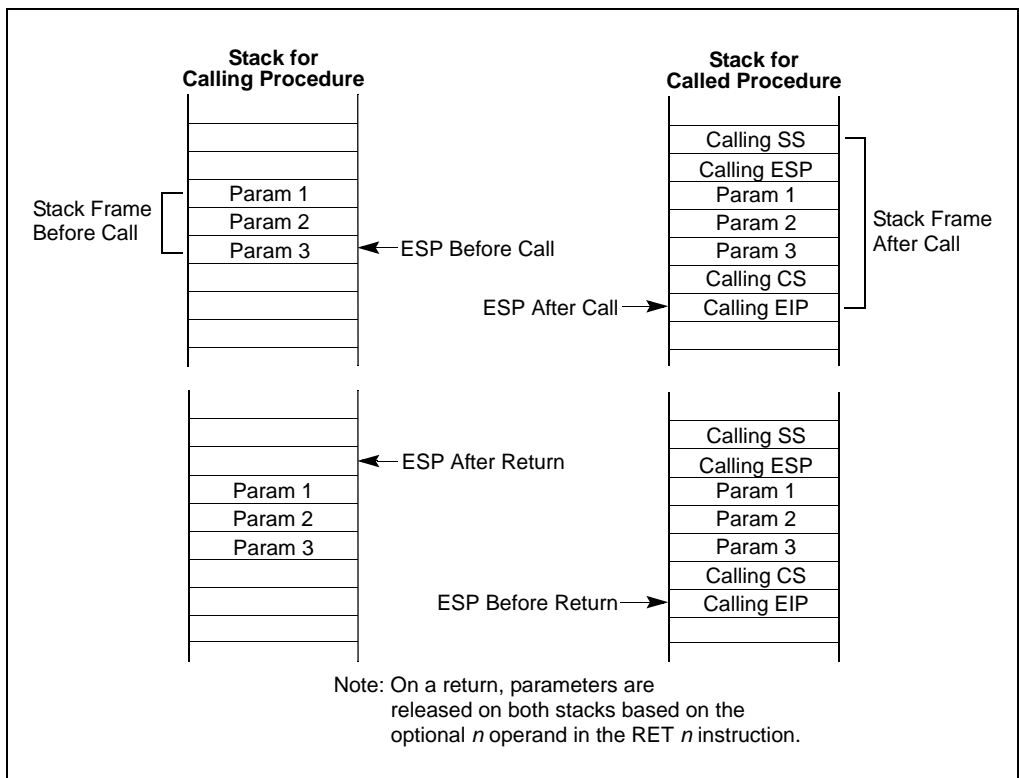 Stack for
Calling Procedure
Stack for
Called Procedure
Stack Frame
Before Call
Param 1
Param 2
Param 3
ESP Before Call
ESP After Call
Calling SS
Calling ESP
Param 1
Param 2
Param 3
Calling CS
Calling EIP
Stack Frame
After Call
ESP After Return
Param 1
Param 2
Param 3
ESP Before Return
Calling SS
Calling ESP
Param 1
Param 2
Param 3
Calling CS
Calling EIP
Note: On a return, parameters are
released on both stacks based on the
optional n operand in the RET n instruction.